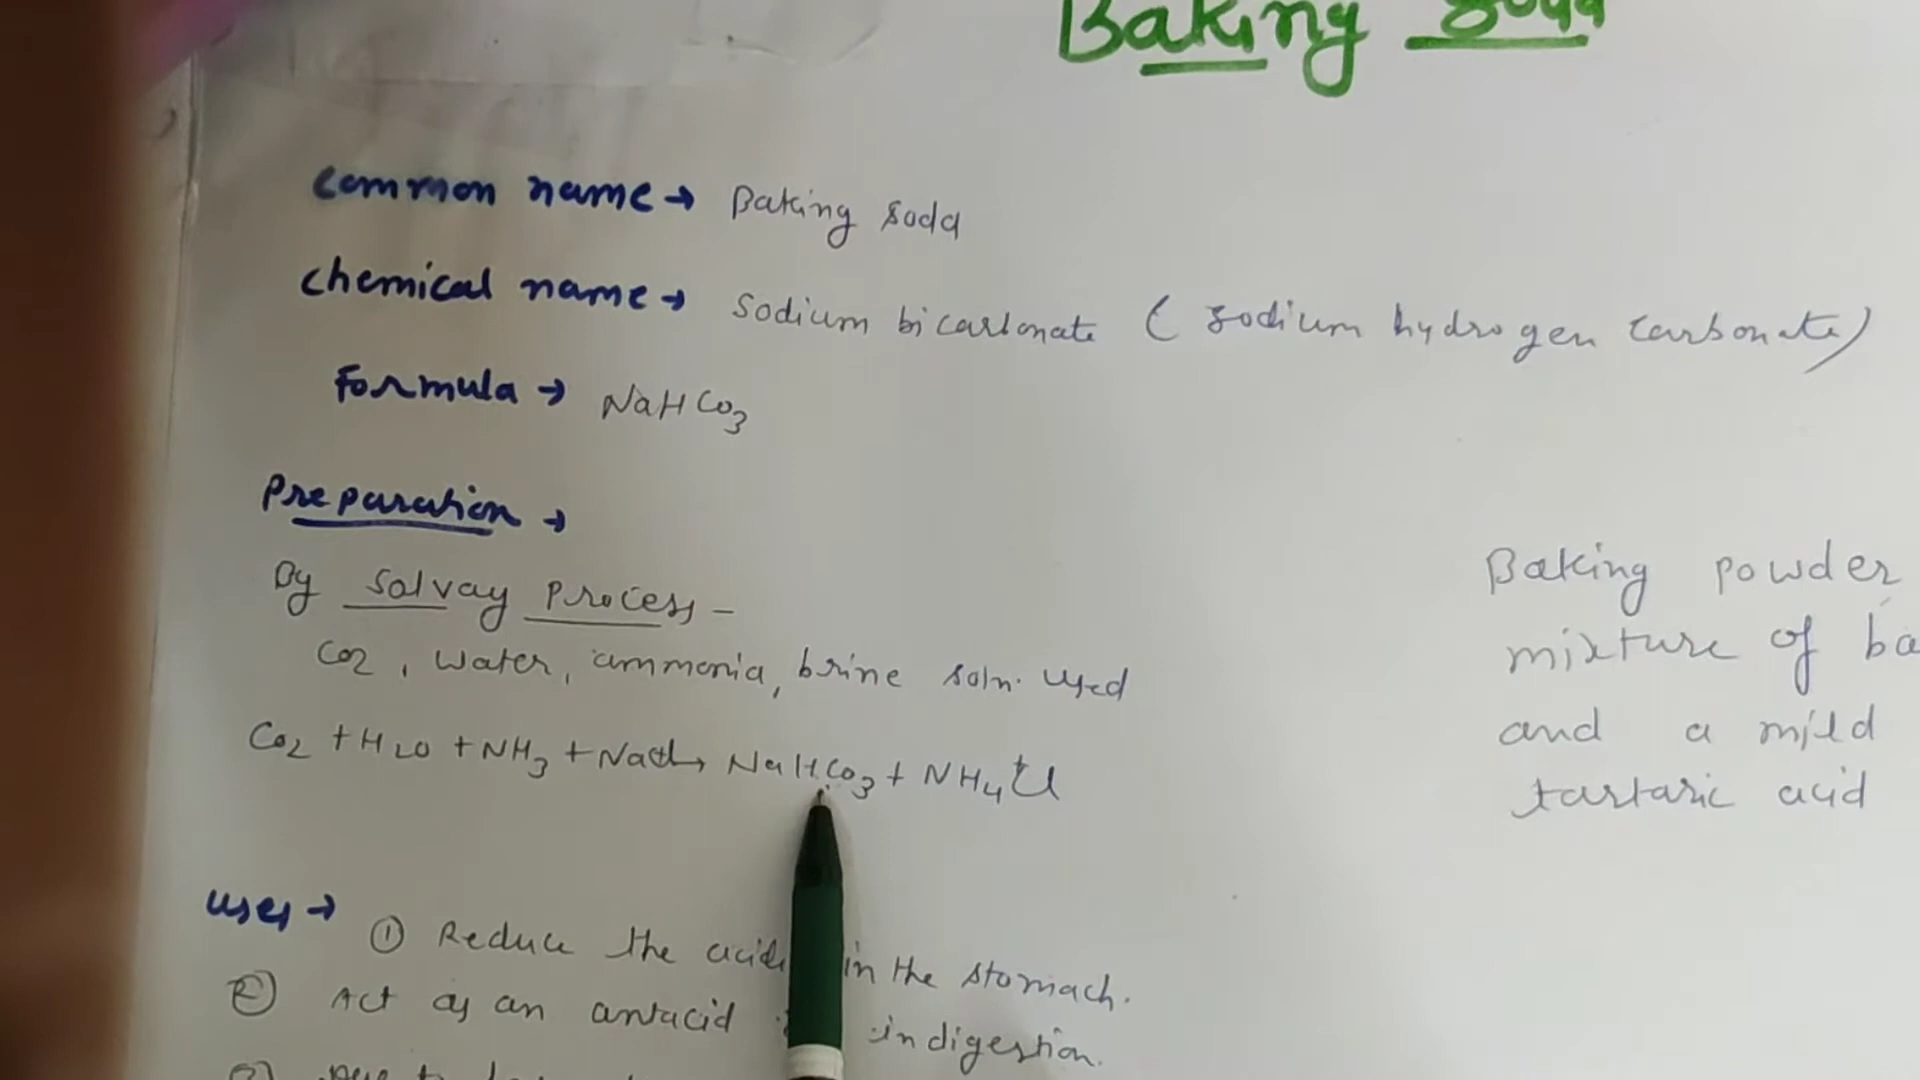 Baking Soda
Common name → Baking soda
Chemical name → Sodium bicarbonate ( sodium hydrogen carbonate)
Formula → NaHCO3
Preparation →
By Solvay Process -
CO2, Water, ammonia, brine soln. used
CO2 + H2O + NH3 + NaCl → NaHCO3 + NH4Cl
Baking powder
mixture of ba
and a mild
tartaric acid
Uses →
① Reduce the acid in the stomach.
② Act as an antacid indigestion.